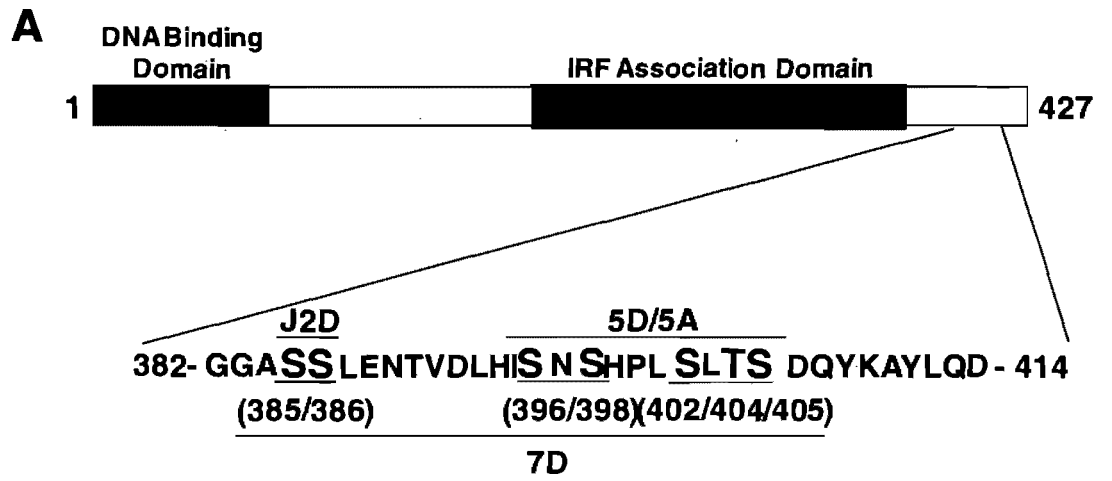 A
DNA Binding
Domain
IRF Association Domain
1
427
J2D
5D/5A
382- GGASSLENTVDLHISNSHPLSLTSDQYKAYLQD - 414
(385/386)
(396/398)(402/404/405)
7D